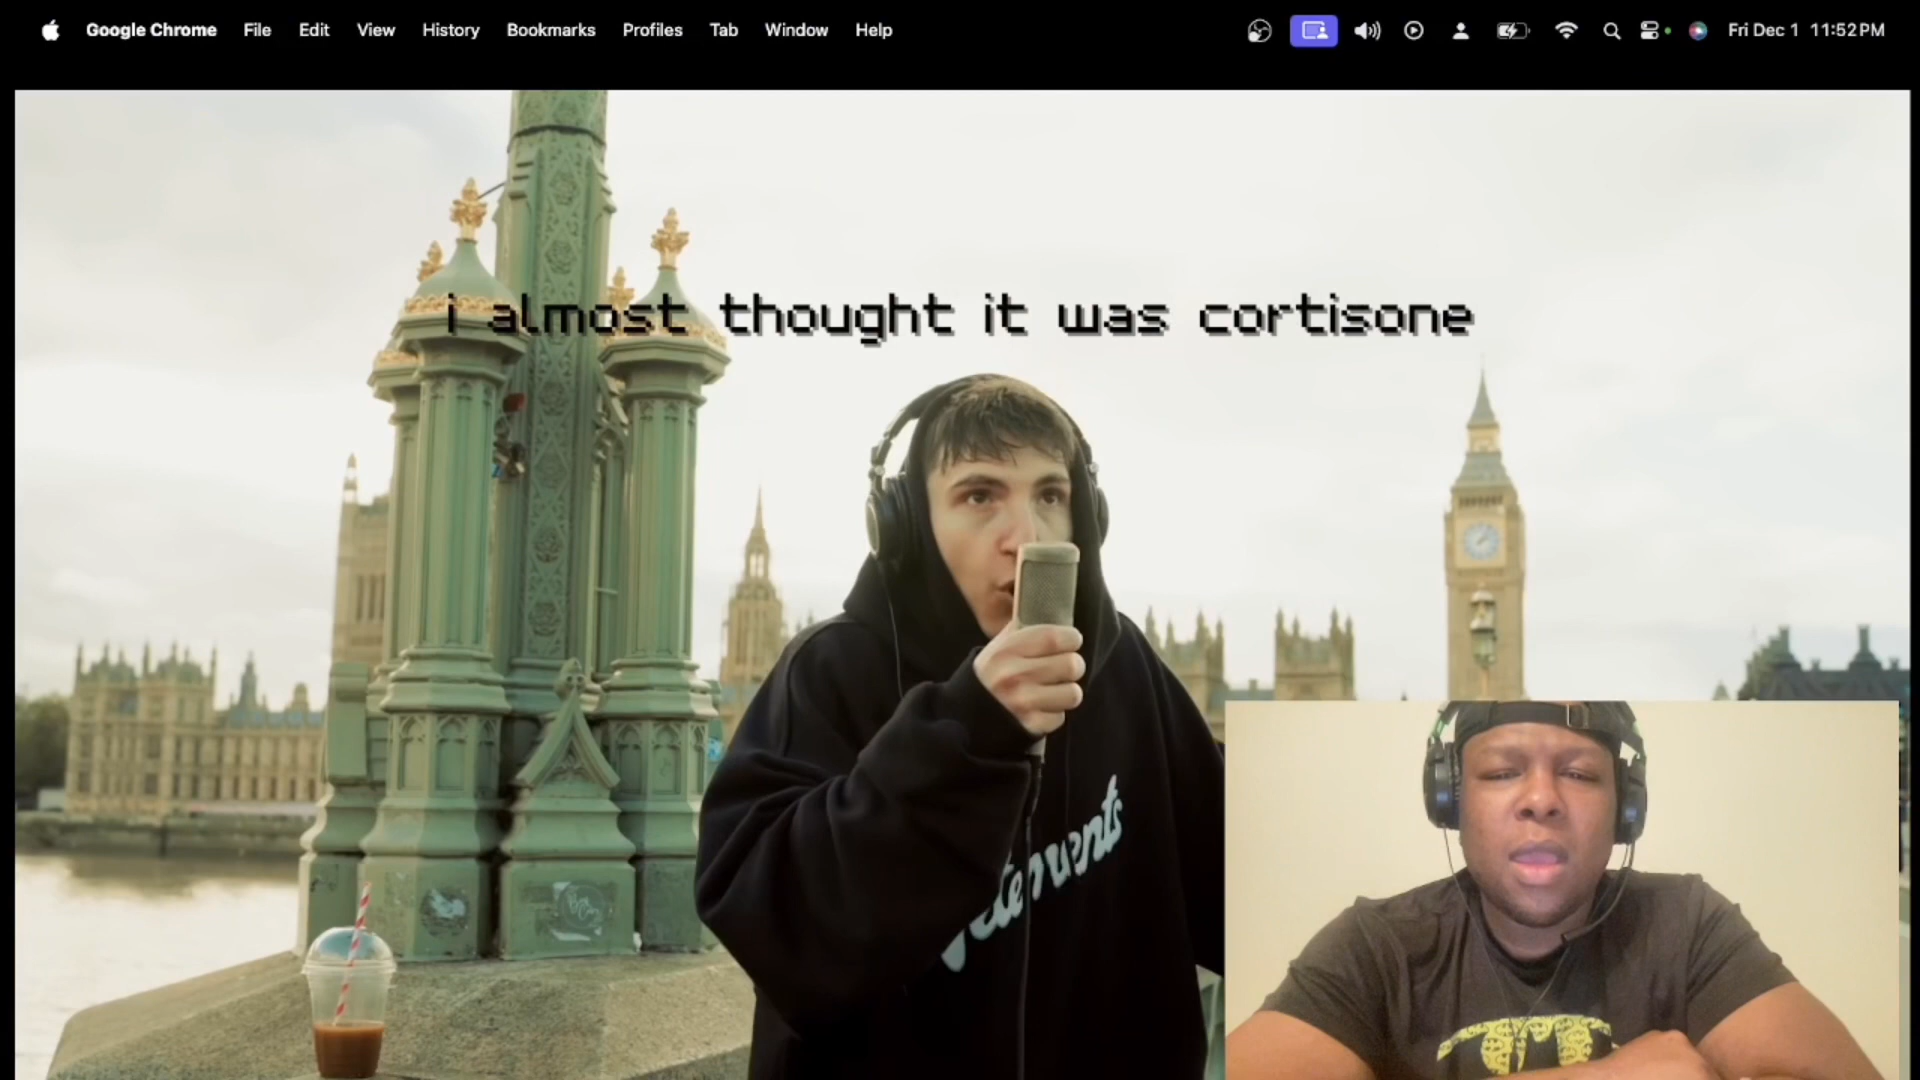 Google Chrome File Edit View History Bookmarks Profiles Tab Window Help Fri Dec 1 11:52 PM
i almost thought it was cortisone